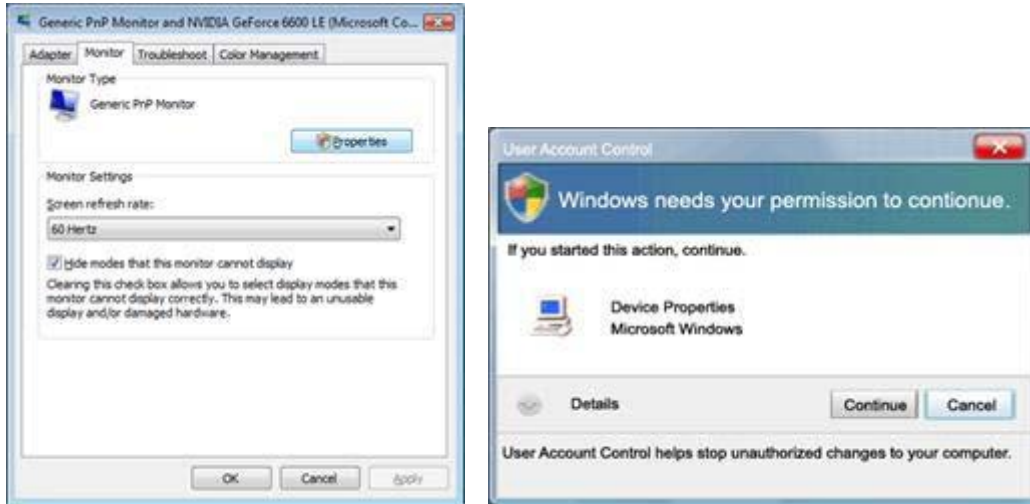 Generic PnP Monitor and NVIDIA GeForce 6600 LE (Microsoft Co...
Adapter Monitor Troubleshoot Color Management
Monitor Type
Generic PnP Monitor
Properties
Monitor Settings
Screen refresh rate:
60 Hertz
Hide modes that this monitor cannot display
Clearing this check box allows you to select display modes that this
monitor cannot display correctly. This may lead to an unusable
display and/or damaged hardware.
OK Cancel Apply
User Account Control
Windows needs your permission to contionue.
If you started this action, continue.
Device Properties
Microsoft Windows
Details Continue Cancel
User Account Control helps stop unauthorized changes to your computer.